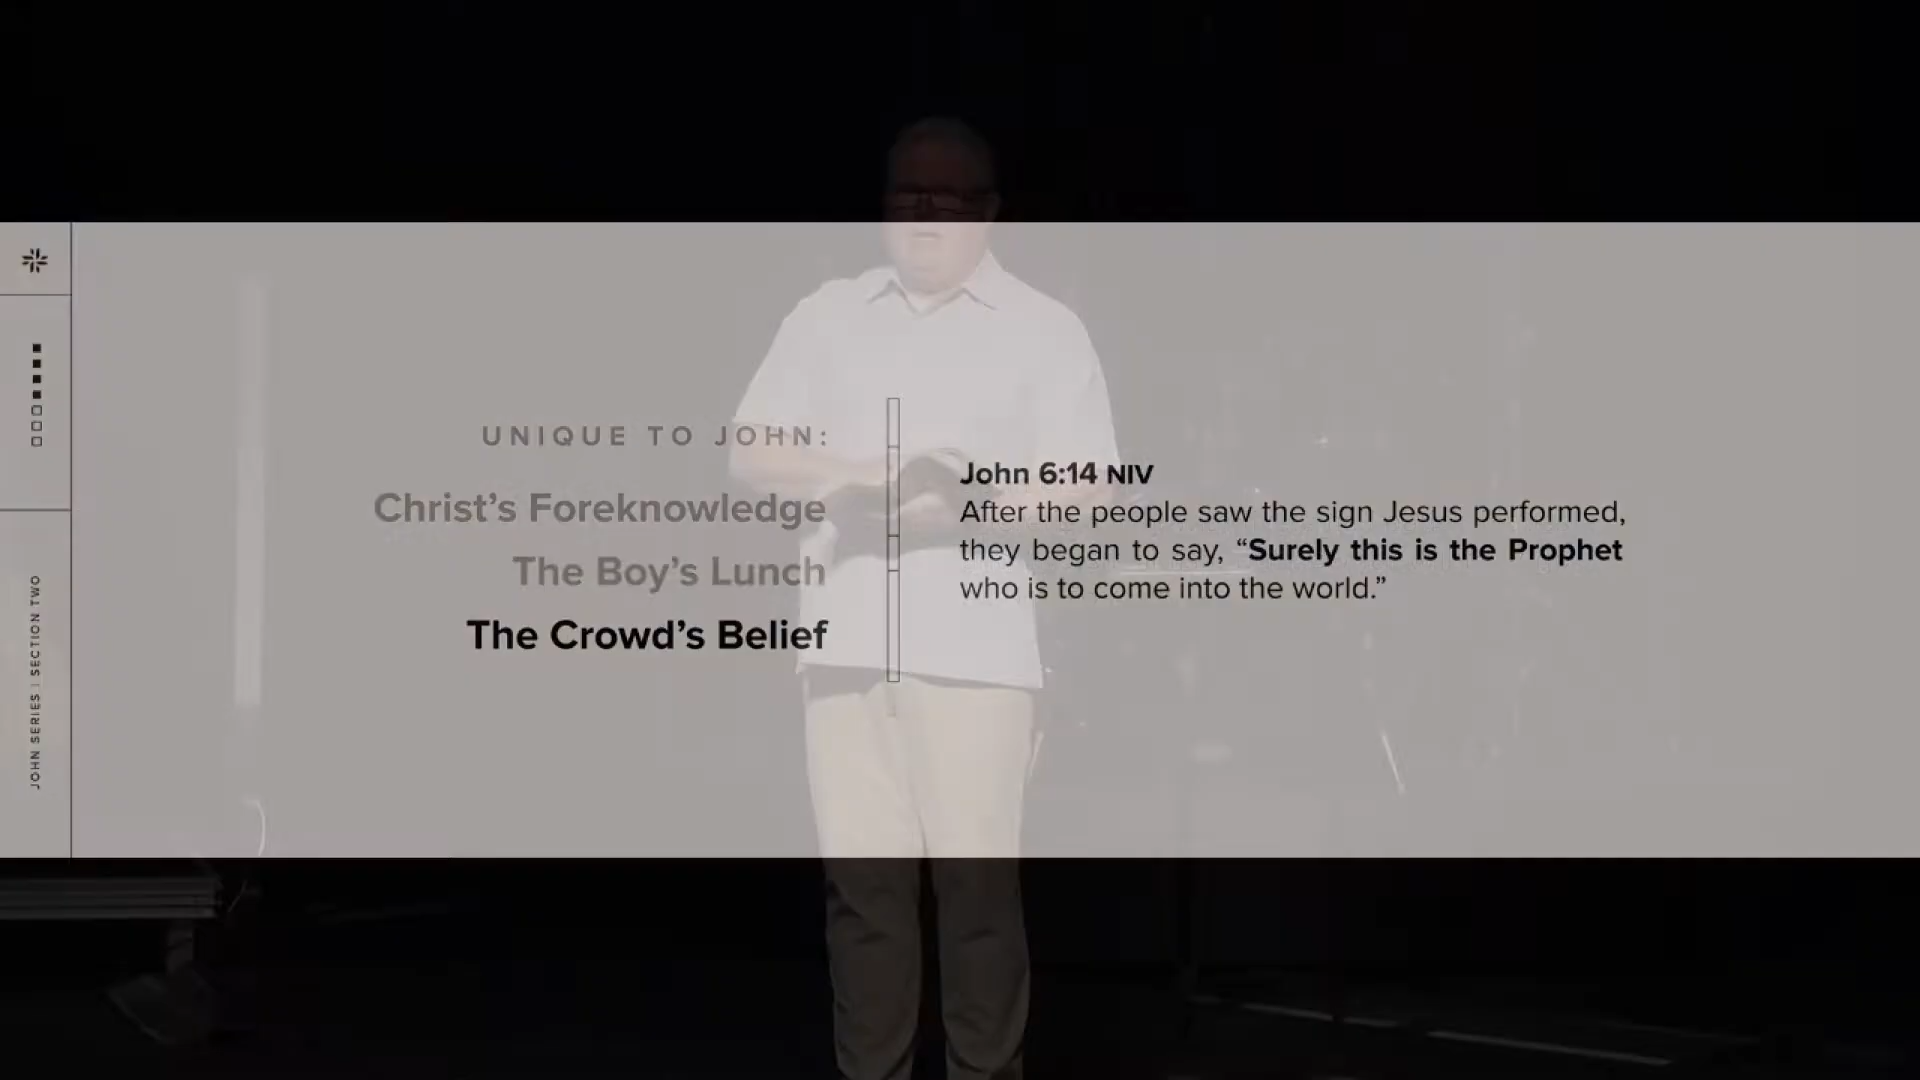 UNIQUE TO JOHN:
Christ’s Foreknowledge
The Boy’s Lunch
The Crowd’s Belief
John 6:14 NIV
After the people saw the sign Jesus performed,
they began to say, “Surely this is the Prophet
who is to come into the world.”
JOHN SERIES | SECTION TWO